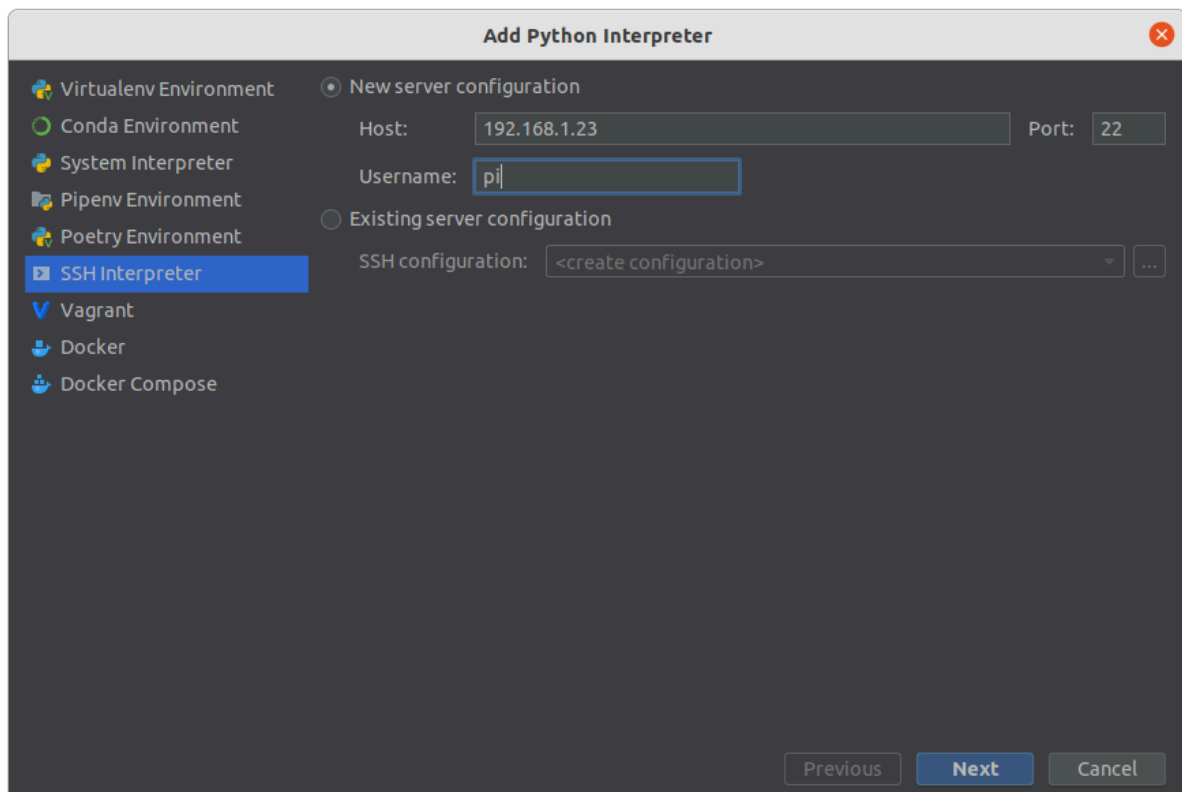 Add Python Interpreter
Virtualenv Environment
Conda Environment
System Interpreter
Pipenv Environment
Poetry Environment
SSH Interpreter
Vagrant
Docker
Docker Compose
New server configuration
Host: 192.168.1.23 Port: 22
Username: pi
Existing server configuration
SSH configuration: <create configuration> ...
Previous Next Cancel